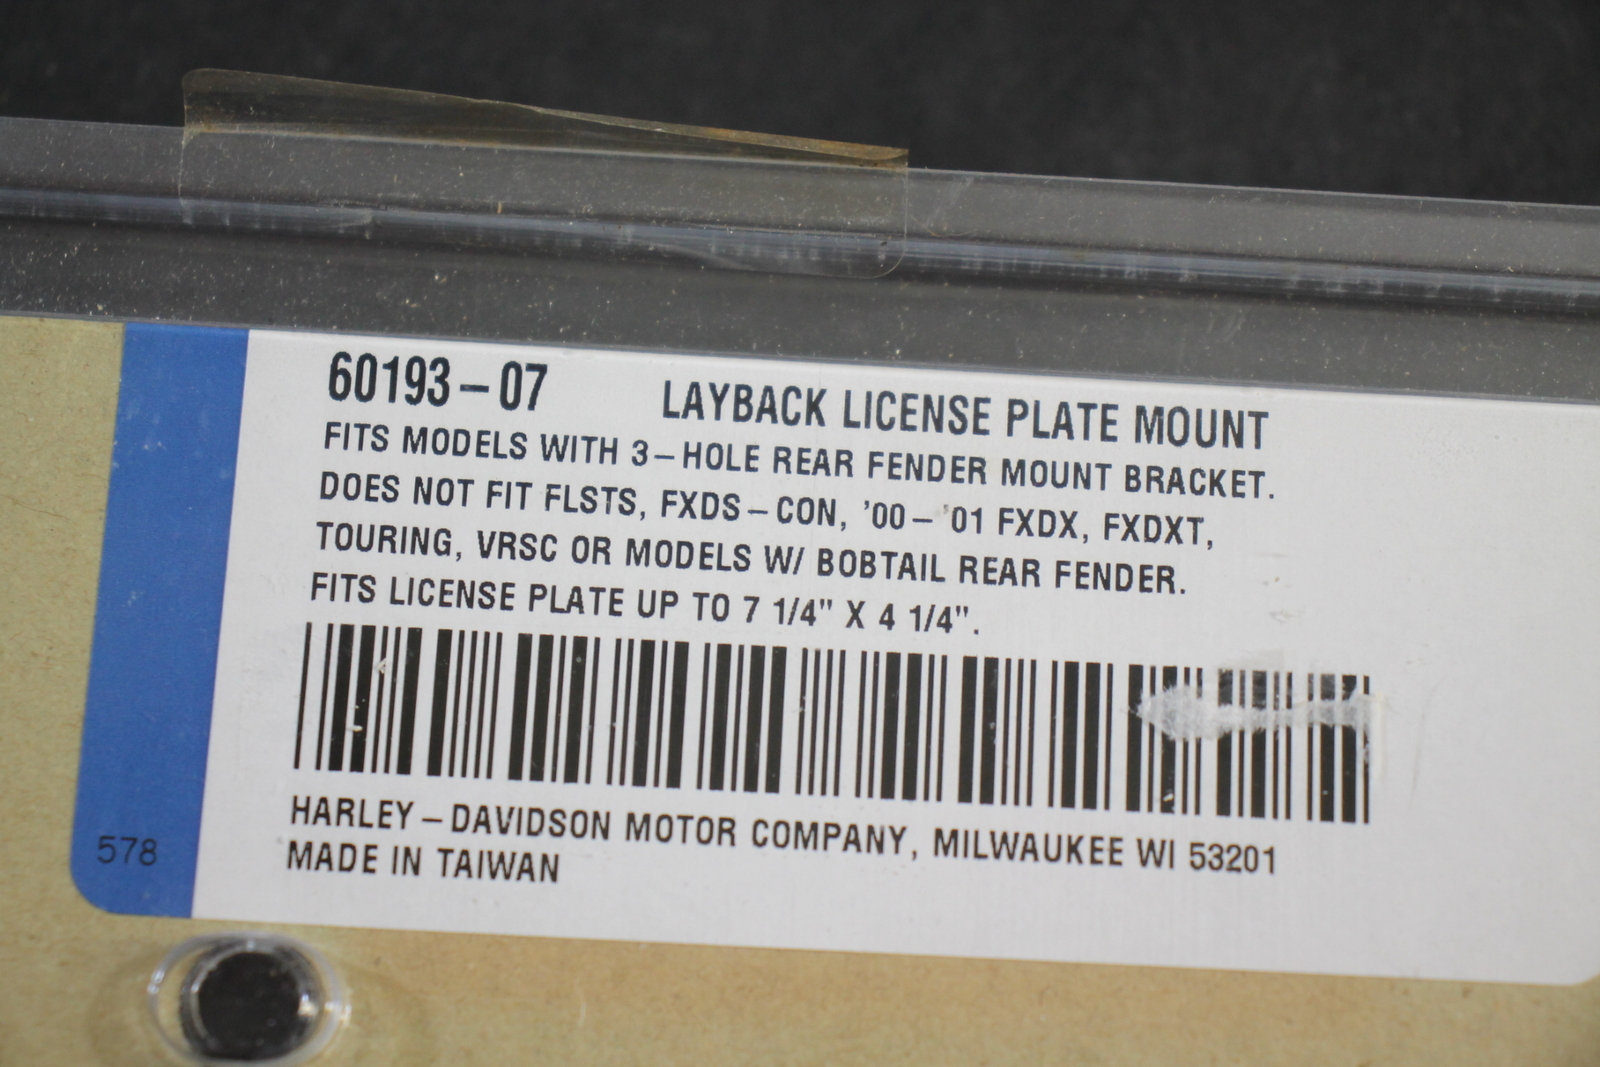 60193-07 LAYBACK LICENSE PLATE MOUNT
FITS MODELS WITH 3-HOLE REAR FENDER MOUNT BRACKET.
DOES NOT FIT FLSTS, FXDS-CON, '00-'01 FXDX, FXDXT,
TOURING, VRSC OR MODELS W/ BOBTAIL REAR FENDER.
FITS LICENSE PLATE UP TO 7 1/4" X 4 1/4".
HARLEY-DAVIDSON MOTOR COMPANY, MILWAUKEE WI 53201
MADE IN TAIWAN
578